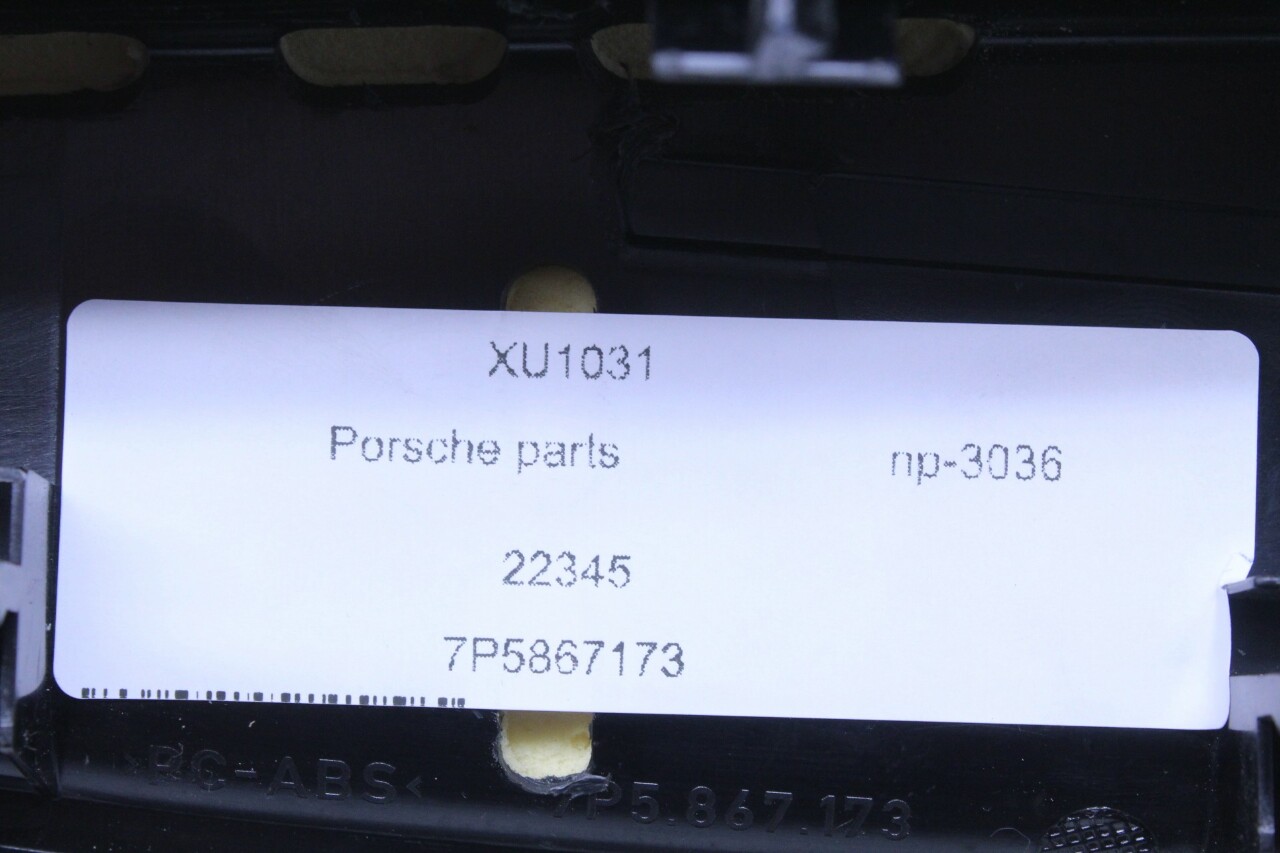 XU1031
Porsche parts np-3036
22345
7P5867173
>PC-ABS< 7P5.867.173